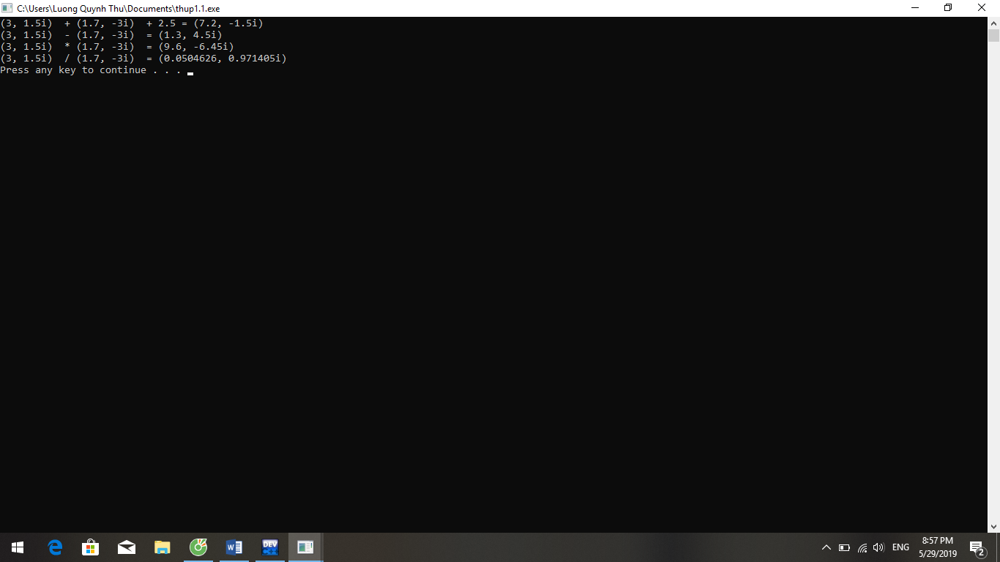 C:\Users\Luong Quynh Thu\Documents\thup1.1.exe
(3, 1.5i)  + (1.7, -3i)  + 2.5 = (7.2, -1.5i)
(3, 1.5i)  - (1.7, -3i)  = (1.3, 4.5i)
(3, 1.5i)  * (1.7, -3i)  = (9.6, -6.45i)
(3, 1.5i)  / (1.7, -3i)  = (0.0504626, 0.971405i)
Press any key to continue . . .
DEV
ENG
8:57 PM
5/29/2019
2